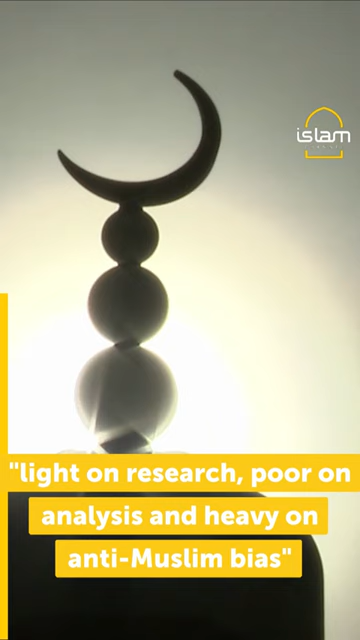 islam
"light on research, poor on
analysis and heavy on
anti-Muslim bias"